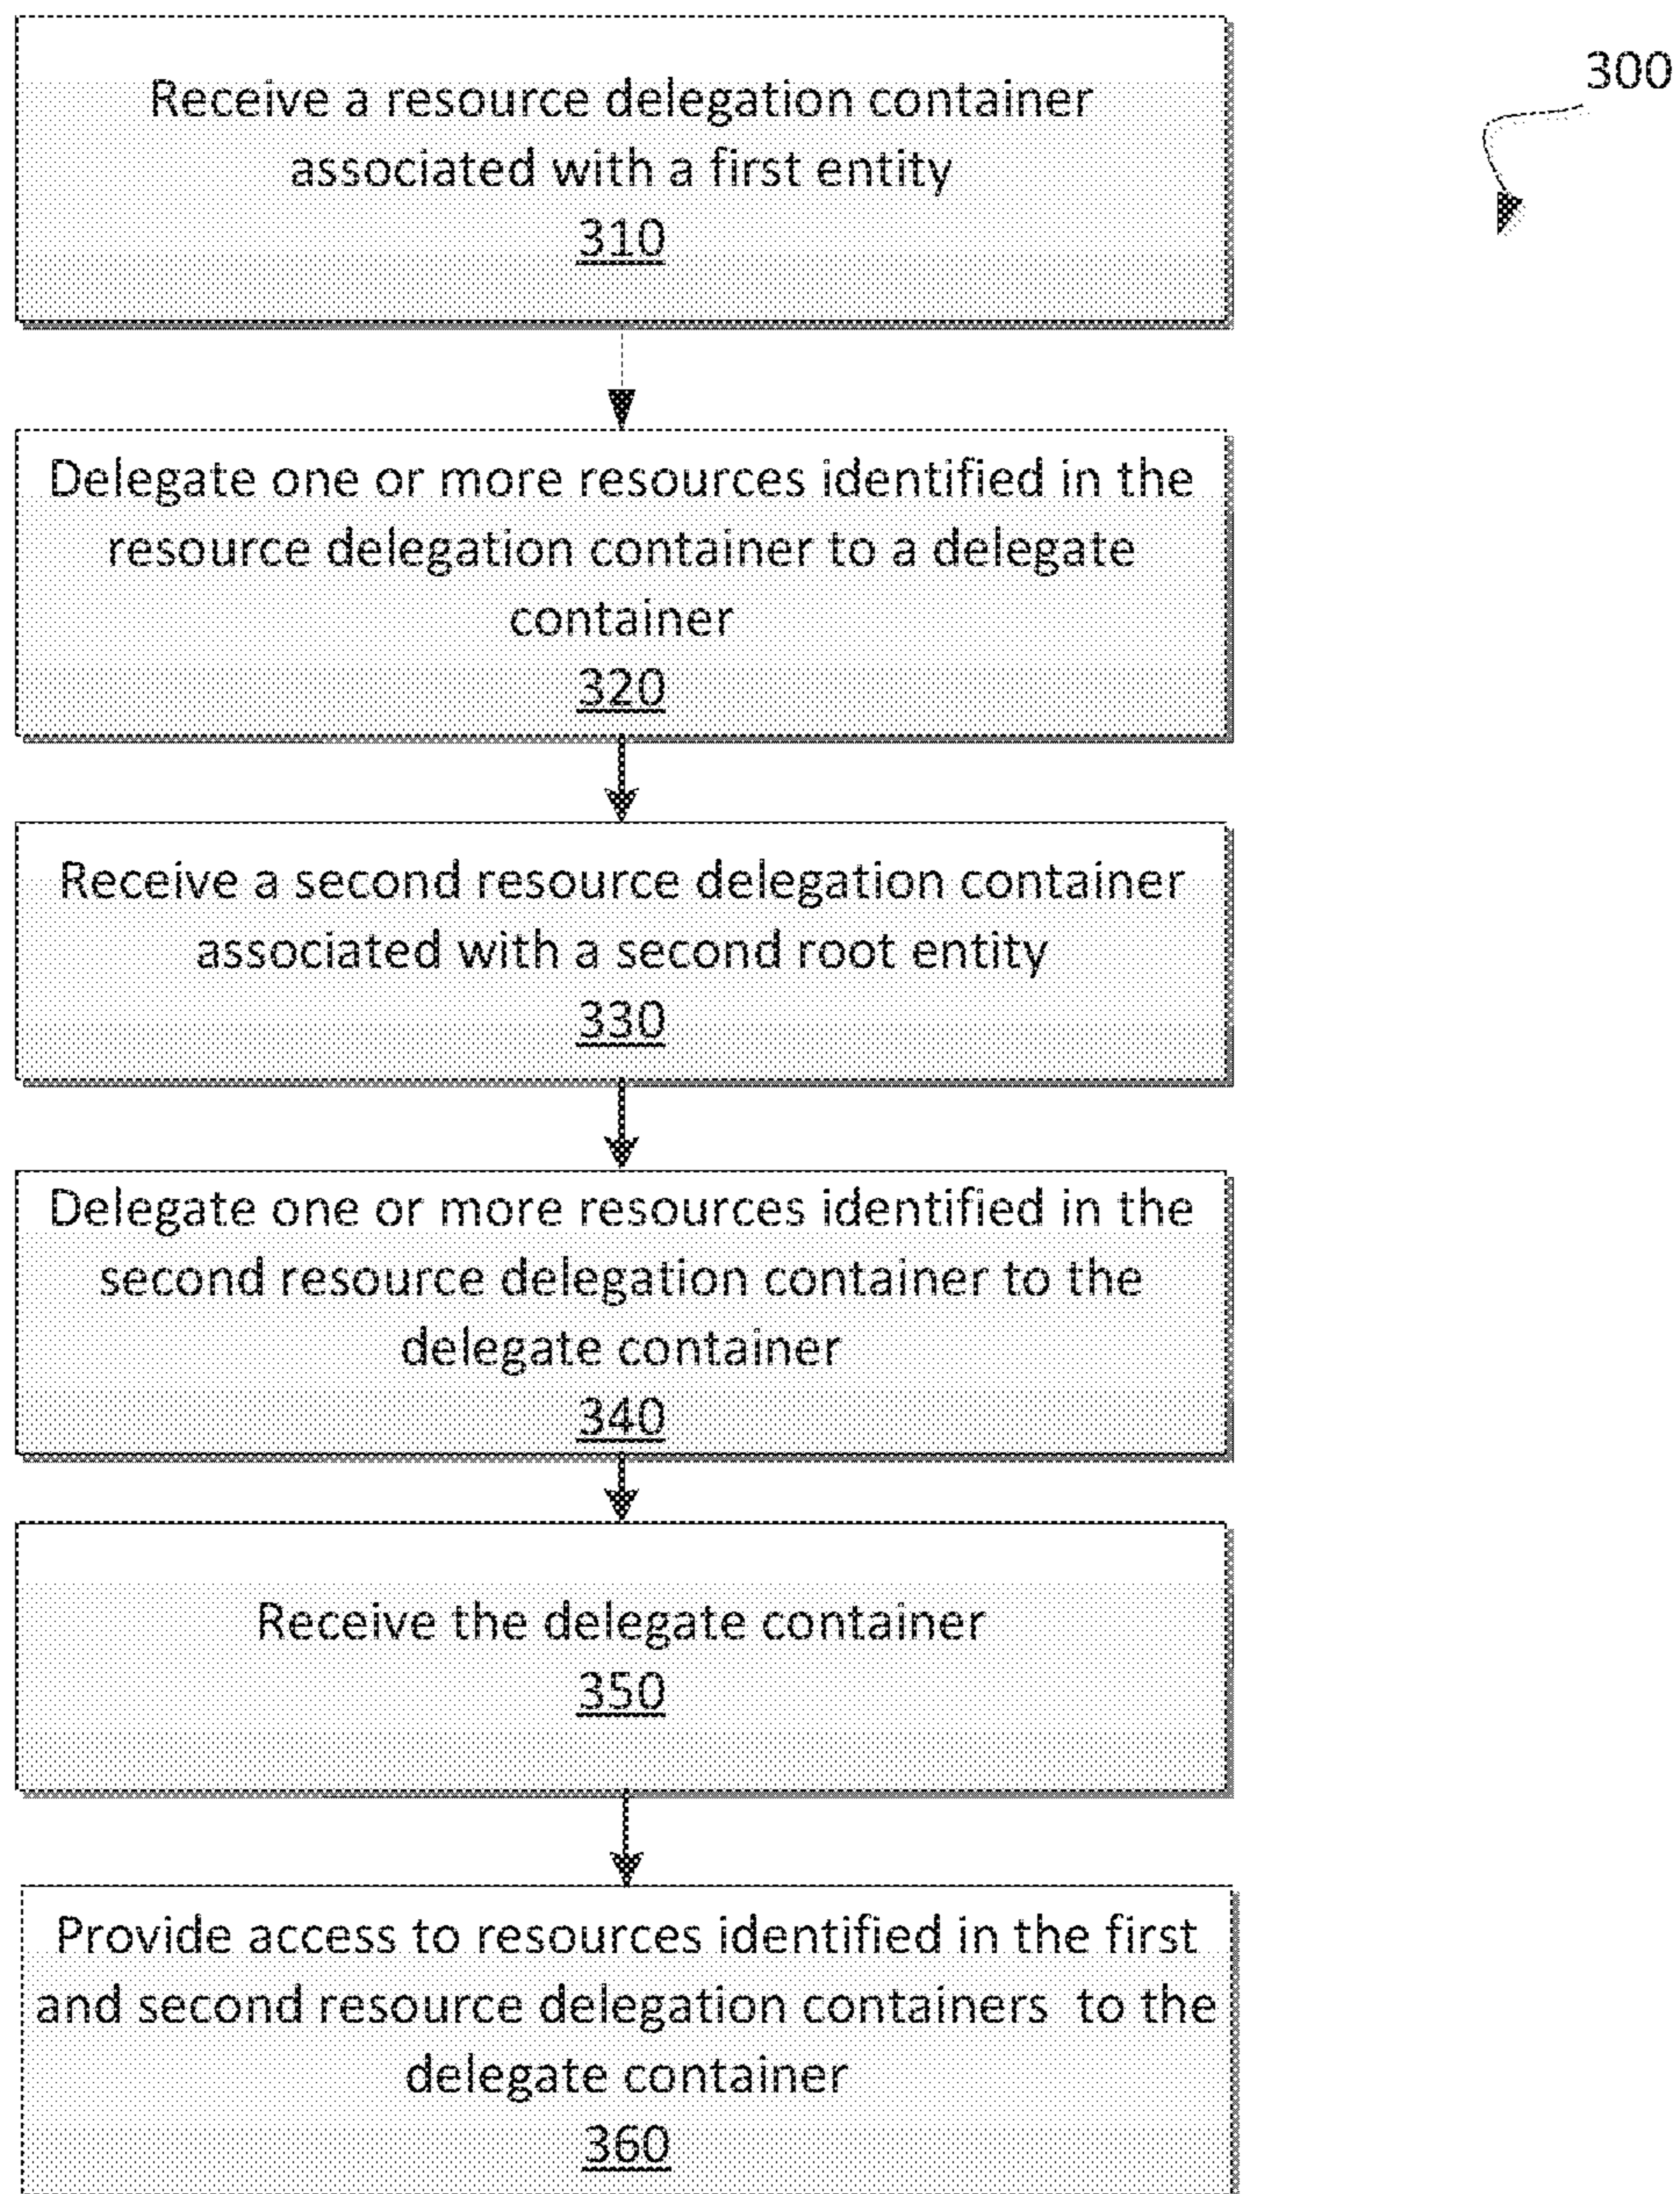 300
Receive a resource delegation container
associated with a first entity
310
Delegate one or more resources identified in the
resource delegation container to a delegate
container
320
Receive a second resource delegation container
associated with a second root entity
330
Delegate one or more resources identified in the
second resource delegation container to the
delegate container
340
Receive the delegate container
350
Provide access to resources identified in the first
and second resource delegation containers to the
delegate container
360